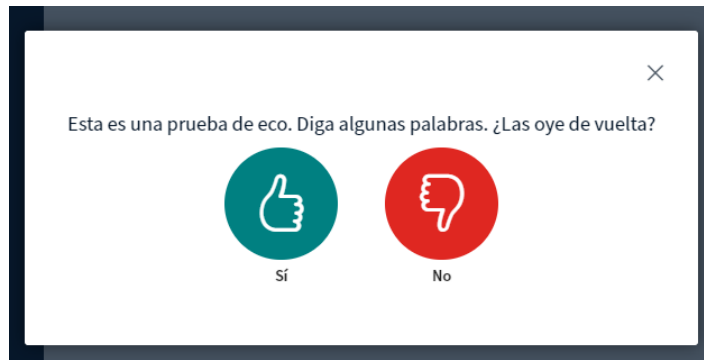 Esta es una prueba de eco. Diga algunas palabras. ¿Las oye de vuelta?
Sí
No